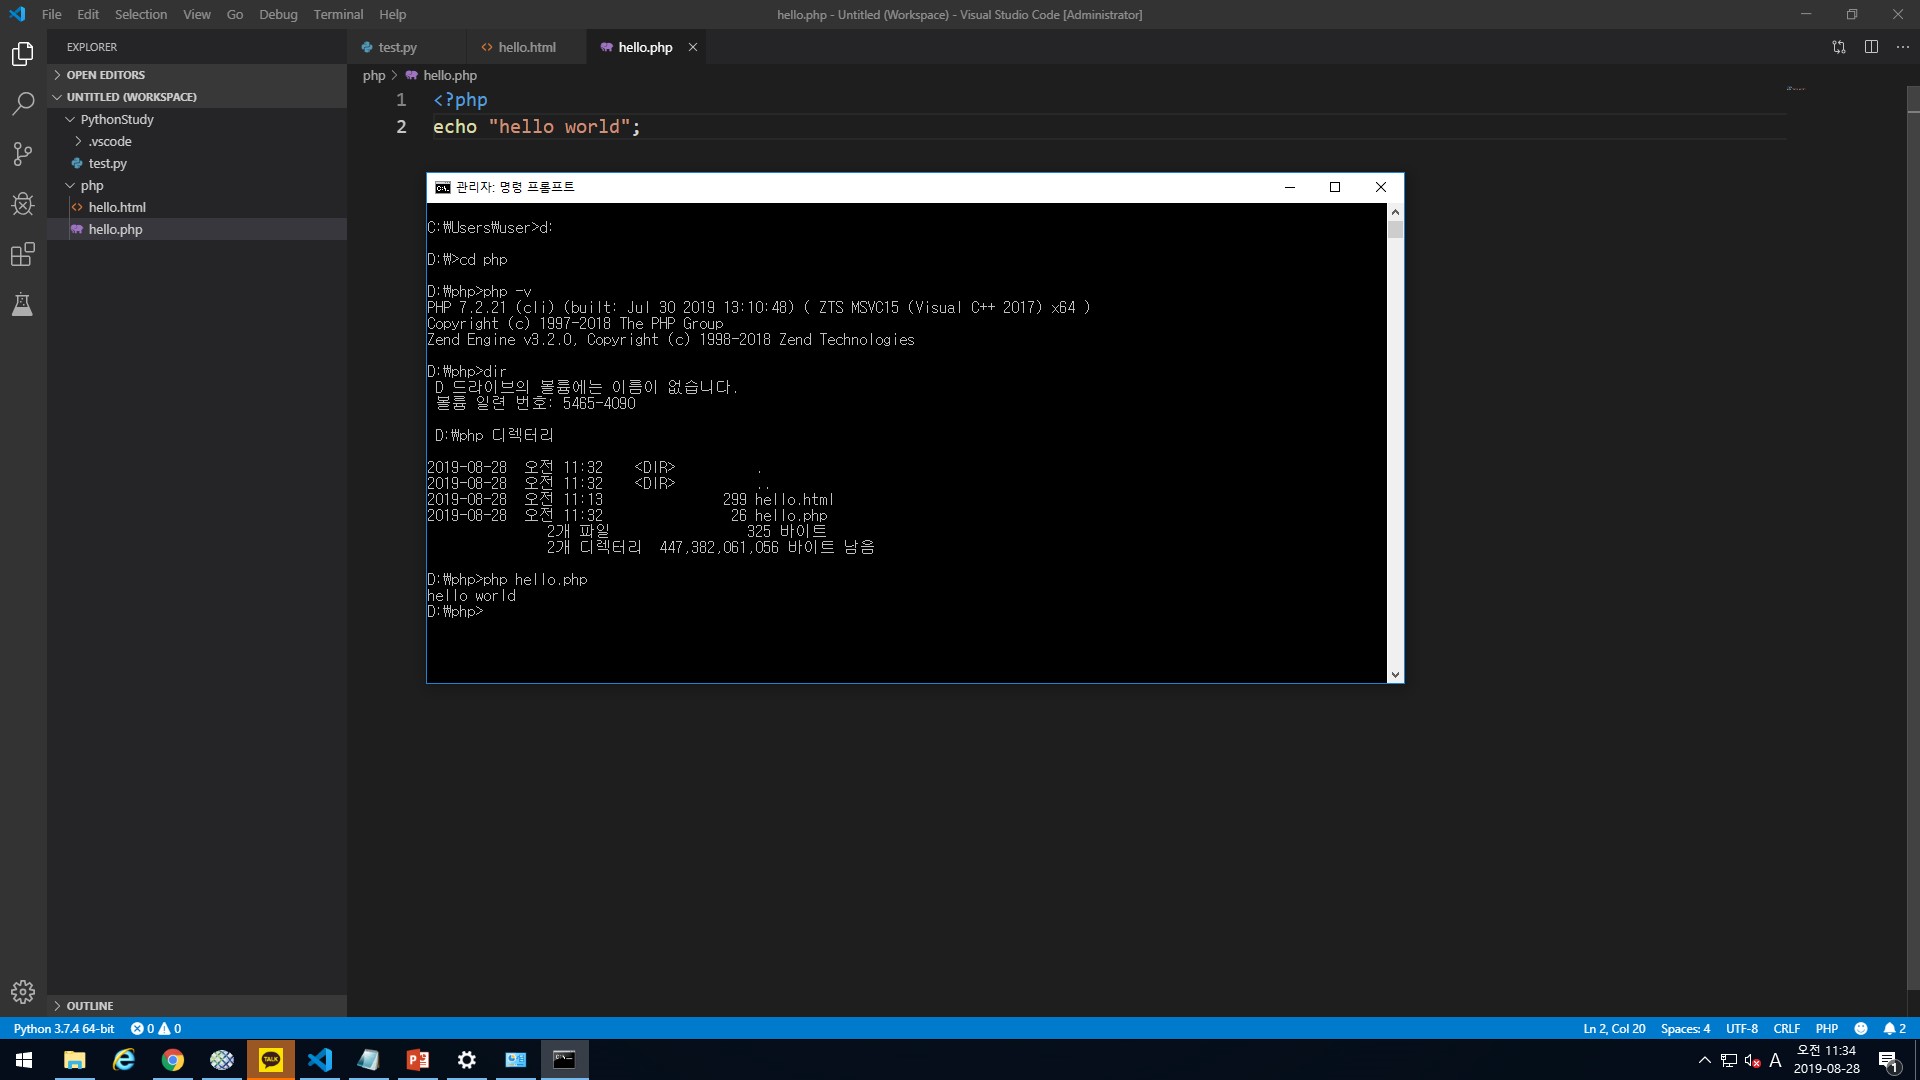 File Edit Selection View Go Debug Terminal Help
hello.php - Untitled (Workspace) - Visual Studio Code [Administrator]
EXPLORER
OPEN EDITORS
UNTITLED (WORKSPACE)
PythonStudy
.vscode
test.py
php
hello.html
hello.php
OUTLINE
test.py hello.html hello.php
php > hello.php
1 <?php
2 echo "hello world";
관리자: 명령 프롬프트
C:\Users\user>d:
D:\>cd php
D:\php>php -v
PHP 7.2.21 (cli) (built: Jul 30 2019 13:10:48) ( ZTS MSVC15 (Visual C++ 2017) x64 )
Copyright (c) 1997-2018 The PHP Group
Zend Engine v3.2.0, Copyright (c) 1998-2018 Zend Technologies
D:\php>dir
D 드라이브의 볼륨에는 이름이 없습니다.
볼륨 일련 번호: 5465-4090
D:\php 디렉터리
2019-08-28 오전 11:32 <DIR> .
2019-08-28 오전 11:32 <DIR> ..
2019-08-28 오전 11:13 299 hello.html
2019-08-28 오전 11:32 26 hello.php
2개 파일 325 바이트
2개 디렉터리 447,382,061,056 바이트 남음
D:\php>php hello.php
hello world
D:\php>
Python 3.7.4 64-bit 0 0 Ln 2, Col 20 Spaces: 4 UTF-8 CRLF PHP 2
TALK
A
오전 11:34
2019-08-28
1